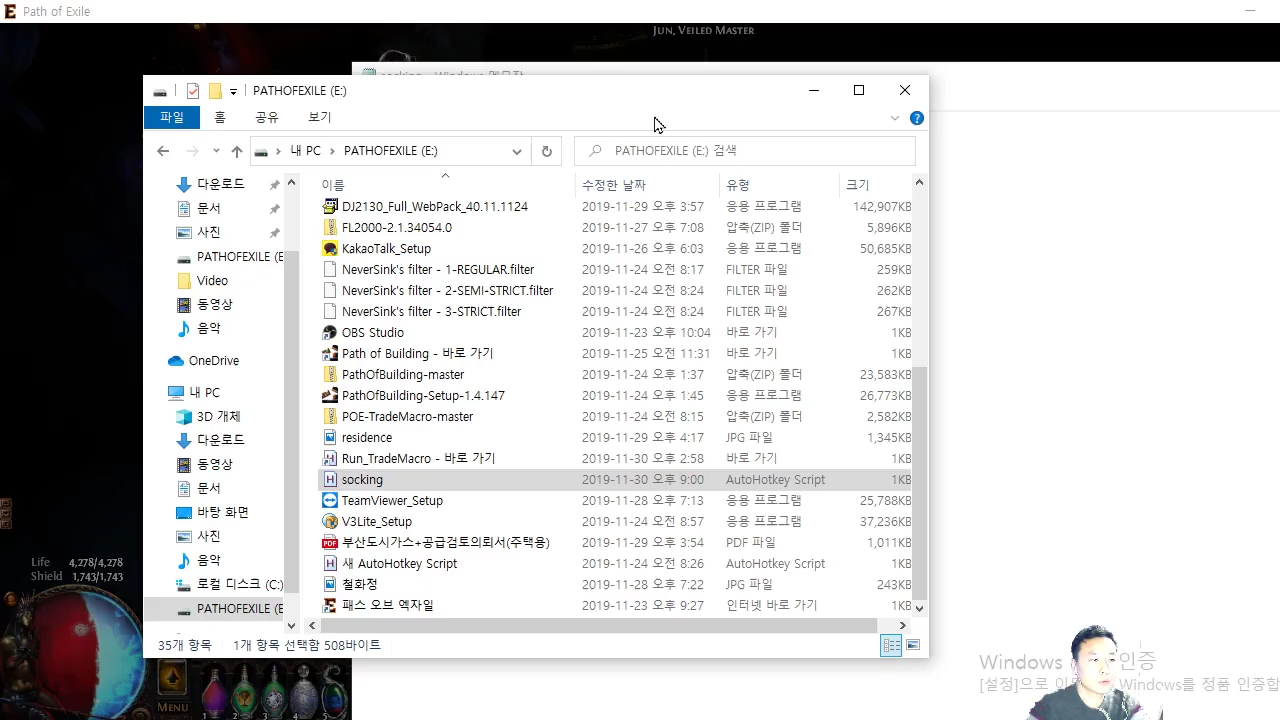 Path of Exile
JUN, VEILED MASTER
socking - Windows 메모장
PATHOFEXILE (E:)
파일 홈 공유 보기
내 PC PATHOFEXILE (E:) PATHOFEXILE (E:) 검색
이름 수정한 날짜 유형 크기
다운로드
문서
사진
PATHOFEXILE (E
Video
동영상
음악
OneDrive
내 PC
3D 개체
다운로드
동영상
문서
바탕 화면
사진
음악
로컬 디스크 (C:)
PATHOFEXILE (E
DJ2130_Full_WebPack_40.11.1124 2019-11-29 오후 3:57 응용 프로그램 142,907KB
FL2000-2.1.34054.0 2019-11-27 오후 7:08 압축(ZIP) 폴더 5,896KB
KakaoTalk_Setup 2019-11-26 오후 6:03 응용 프로그램 50,685KB
NeverSink's filter - 1-REGULAR.filter 2019-11-24 오전 8:17 FILTER 파일 259KB
NeverSink's filter - 2-SEMI-STRICT.filter 2019-11-24 오전 8:24 FILTER 파일 262KB
NeverSink's filter - 3-STRICT.filter 2019-11-24 오전 8:24 FILTER 파일 267KB
OBS Studio 2019-11-23 오후 10:04 바로 가기 1KB
Path of Building - 바로 가기 2019-11-25 오전 11:31 바로 가기 1KB
PathOfBuilding-master 2019-11-24 오후 1:37 압축(ZIP) 폴더 23,583KB
PathOfBuilding-Setup-1.4.147 2019-11-24 오후 1:45 응용 프로그램 26,773KB
POE-TradeMacro-master 2019-11-24 오전 8:15 압축(ZIP) 폴더 2,582KB
residence 2019-11-29 오후 4:17 JPG 파일 1,345KB
Run_TradeMacro - 바로 가기 2019-11-30 오후 2:58 바로 가기 1KB
socking 2019-11-30 오후 9:00 AutoHotkey Script 1KB
TeamViewer_Setup 2019-11-28 오후 7:13 응용 프로그램 25,788KB
V3Lite_Setup 2019-11-24 오전 8:57 응용 프로그램 37,236KB
부산도시가스+공급검토의뢰서(주택용) 2019-11-29 오후 3:54 PDF 파일 1,011KB
새 AutoHotkey Script 2019-11-24 오전 8:26 AutoHotkey Script 1KB
철화정 2019-11-28 오후 7:22 JPG 파일 243KB
패스 오브 엑자일 2019-11-23 오후 9:27 인터넷 바로 가기 1KB
35개 항목 1개 항목 선택함 508바이트
Life 4,278/4,278
Shield 1,743/1,743
MENU
1 2 3 4 5
Windows 인증
[설정]으로 이 Windows를 정품 인증합